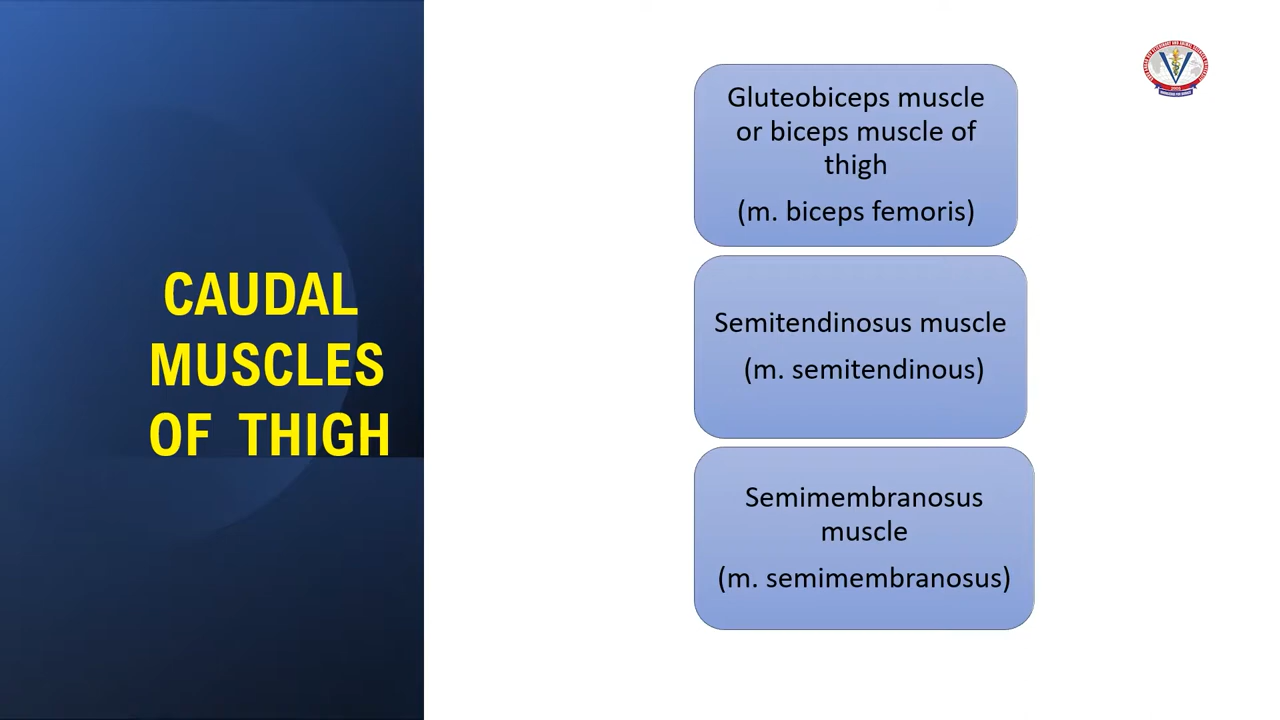 CAUDAL
MUSCLES
OF THIGH
Gluteobiceps muscle
or biceps muscle of
thigh
(m. biceps femoris)
Semitendinosus muscle
(m. semitendinous)
Semimembranosus
muscle
(m. semimembranosus)